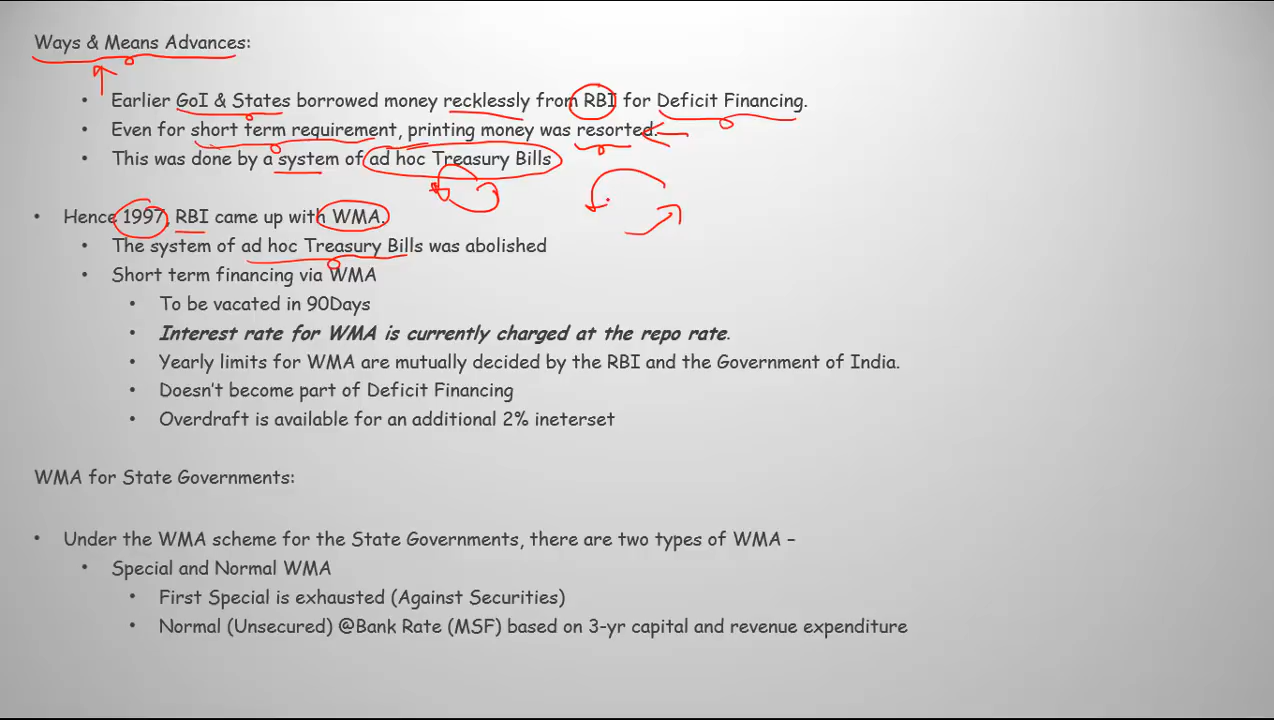 Ways & Means Advances:
• Earlier GoI & States borrowed money recklessly from RBI for Deficit Financing.
• Even for short term requirement, printing money was resorted.
• This was done by a system of ad hoc Treasury Bills
• Hence 1997, RBI came up with WMA.
• The system of ad hoc Treasury Bills was abolished
• Short term financing via WMA
• To be vacated in 90Days
• Interest rate for WMA is currently charged at the repo rate.
• Yearly limits for WMA are mutually decided by the RBI and the Government of India.
• Doesn't become part of Deficit Financing
• Overdraft is available for an additional 2% ineterset
WMA for State Governments:
• Under the WMA scheme for the State Governments, there are two types of WMA –
• Special and Normal WMA
• First Special is exhausted (Against Securities)
• Normal (Unsecured) @Bank Rate (MSF) based on 3-yr capital and revenue expenditure